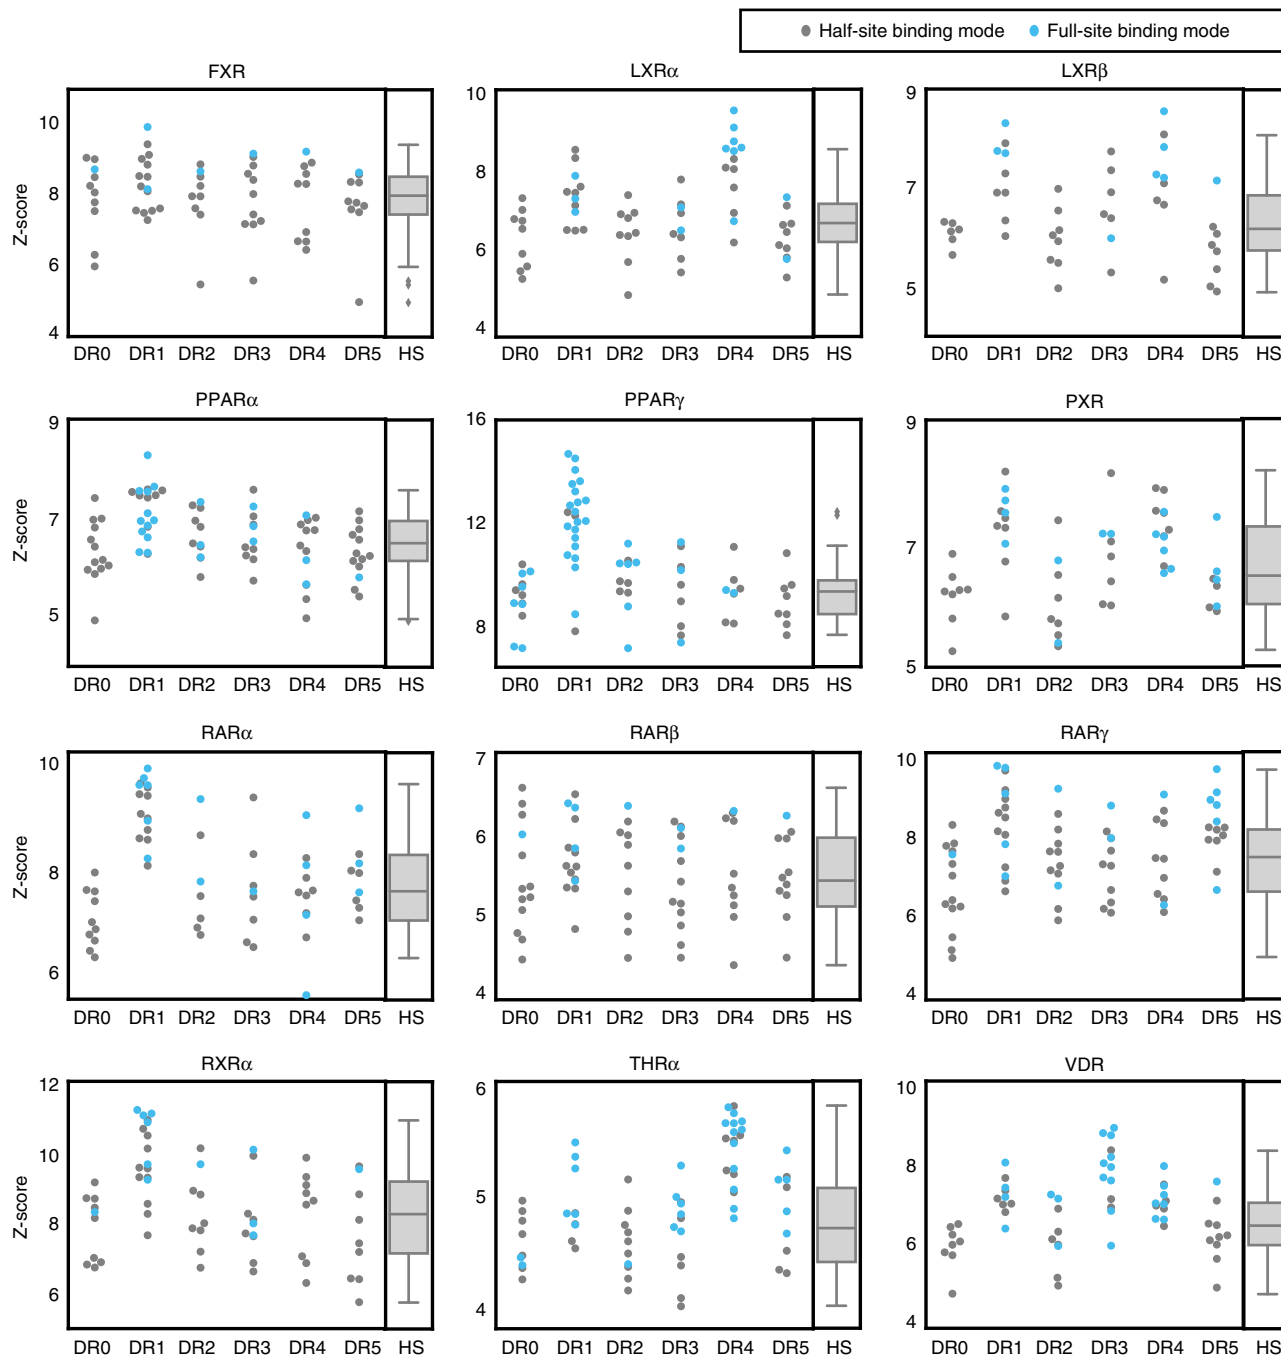 Half-site binding mode Full-site binding mode
FXR
LXRα
LXRβ
Z-score
10
8
6
4
10
8
6
4
9
7
5
DR0 DR1 DR2 DR3 DR4 DR5 HS
DR0 DR1 DR2 DR3 DR4 DR5 HS
DR0 DR1 DR2 DR3 DR4 DR5 HS
PPARα
PPARγ
PXR
Z-score
9
7
5
16
12
8
9
7
5
DR0 DR1 DR2 DR3 DR4 DR5 HS
DR0 DR1 DR2 DR3 DR4 DR5 HS
DR0 DR1 DR2 DR3 DR4 DR5 HS
RARα
RARβ
RARγ
Z-score
10
8
6
7
6
5
4
10
8
6
4
DR0 DR1 DR2 DR3 DR4 DR5 HS
DR0 DR1 DR2 DR3 DR4 DR5 HS
DR0 DR1 DR2 DR3 DR4 DR5 HS
RXRα
THRα
VDR
Z-score
12
10
8
6
6
5
4
10
8
6
4
DR0 DR1 DR2 DR3 DR4 DR5 HS
DR0 DR1 DR2 DR3 DR4 DR5 HS
DR0 DR1 DR2 DR3 DR4 DR5 HS